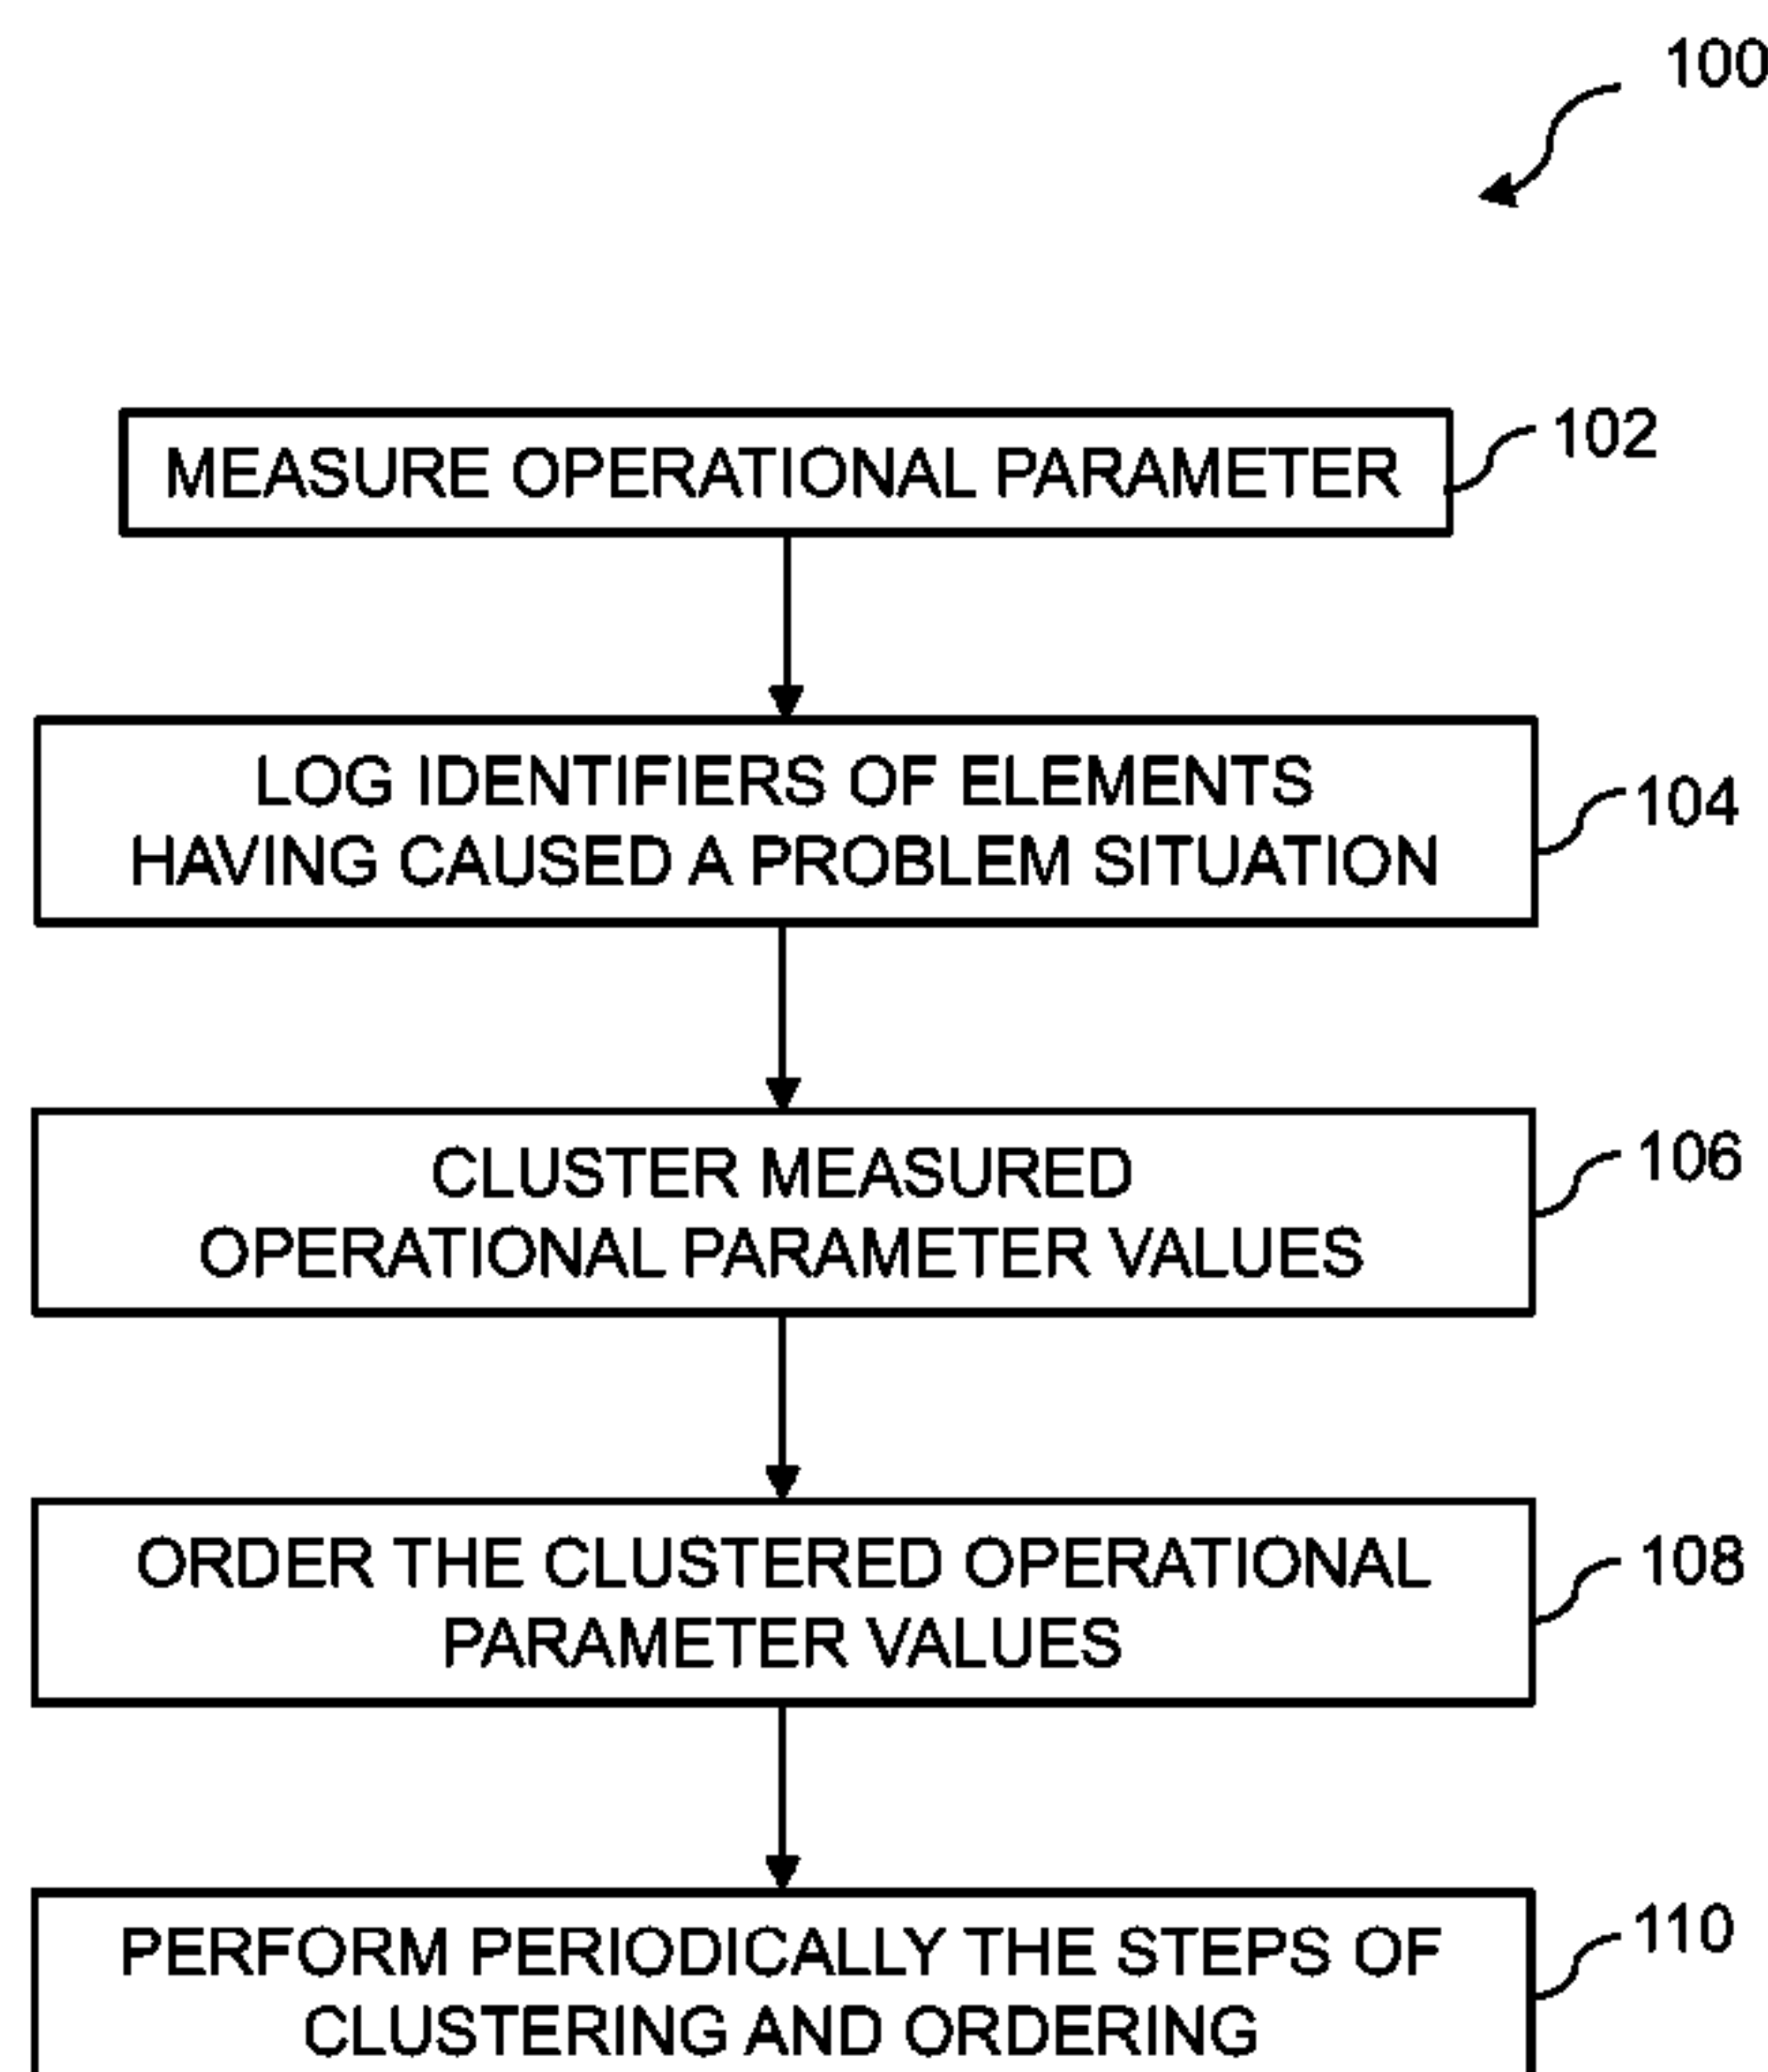 100
MEASURE OPERATIONAL PARAMETER
102
LOG IDENTIFIERS OF ELEMENTS
HAVING CAUSED A PROBLEM SITUATION
104
CLUSTER MEASURED
OPERATIONAL PARAMETER VALUES
106
ORDER THE CLUSTERED OPERATIONAL
PARAMETER VALUES
108
PERFORM PERIODICALLY THE STEPS OF
CLUSTERING AND ORDERING
110